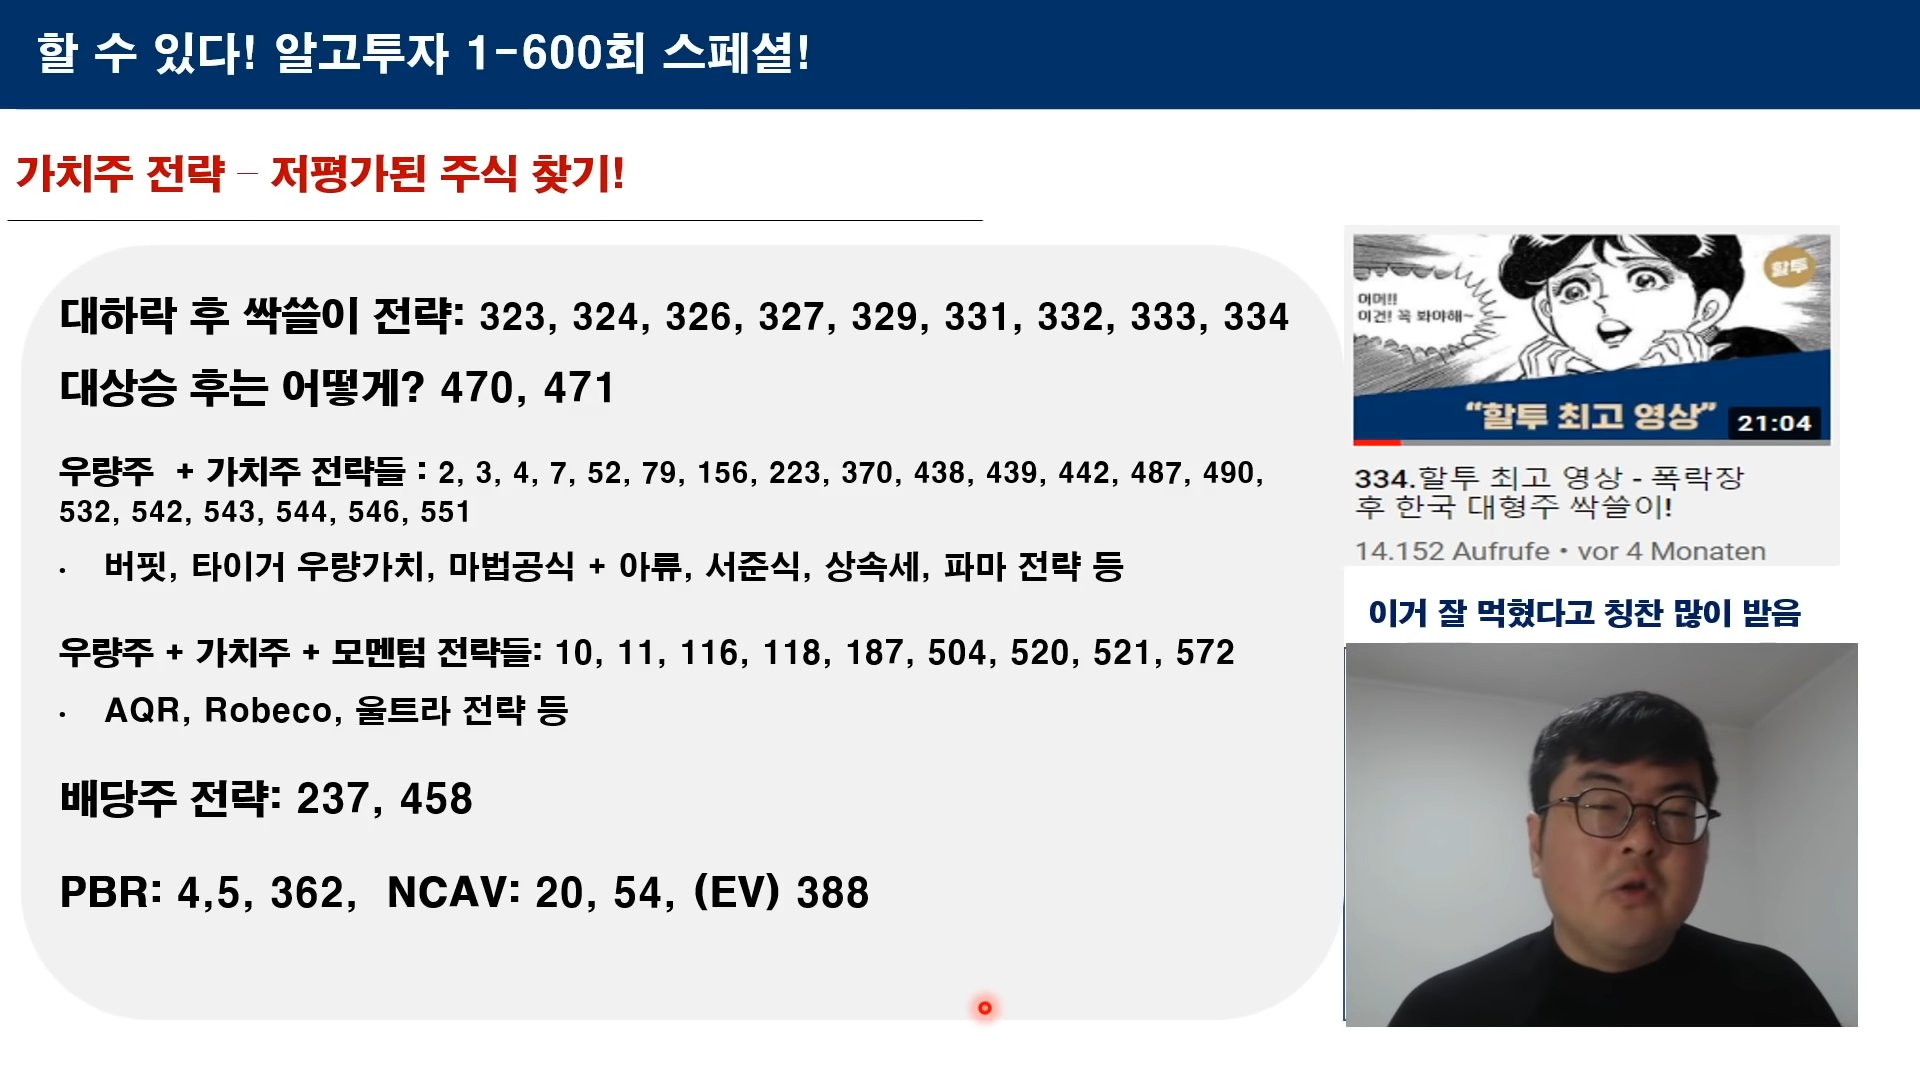 할 수 있다! 알고투자 1-600회 스페셜!
가치주 전략 – 저평가된 주식 찾기!
대하락 후 싹쓸이 전략: 323, 324, 326, 327, 329, 331, 332, 333, 334
대상승 후는 어떻게? 470, 471
우량주 + 가치주 전략들 : 2, 3, 4, 7, 52, 79, 156, 223, 370, 438, 439, 442, 487, 490,
532, 542, 543, 544, 546, 551
• 버핏, 타이거 우량가치, 마법공식 + 아류, 서준식, 상속세, 파마 전략 등
우량주 + 가치주 + 모멘텀 전략들: 10, 11, 116, 118, 187, 504, 520, 521, 572
• AQR, Robeco, 울트라 전략 등
배당주 전략: 237, 458
PBR: 4,5, 362, NCAV: 20, 54, (EV) 388
할투
어머!!
이건! 꼭 봐야해~
“할투 최고 영상”
21:04
334.할투 최고 영상 - 폭락장
후 한국 대형주 싹쓸이!
14.152 Aufrufe • vor 4 Monaten
이거 잘 먹혔다고 칭찬 많이 받음